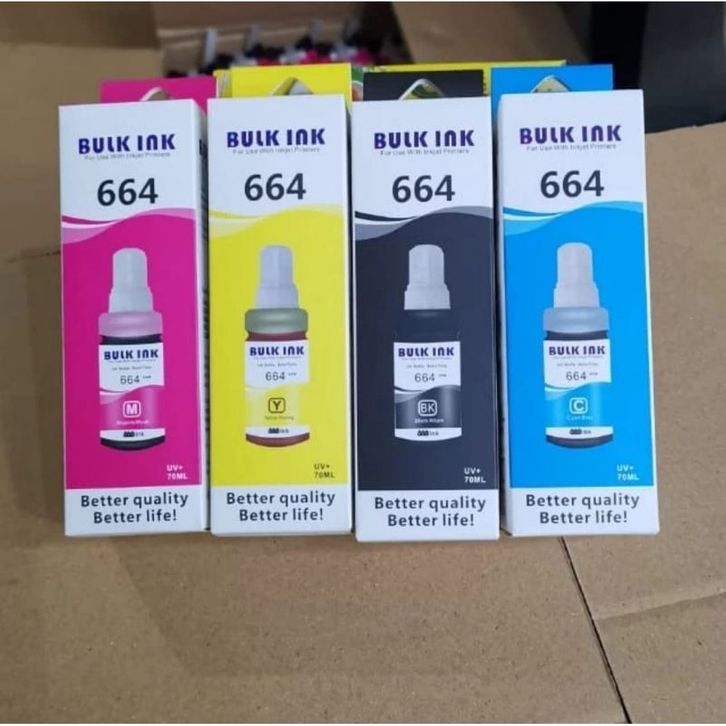 BULK INK
For Use With Inkjet Printers
664
BULK INK
664
M
UV+
70ML
Better quality
Better life!
BULK INK
For Use With Inkjet Printers
664
BULK INK
664
Y
UV+
70ML
Better quality
Better life!
BULK INK
For Use With Inkjet Printers
664
BULK INK
664
BK
UV+
70ML
Better quality
Better life!
BULK INK
For Use With Inkjet Printers
664
BULK INK
664
C
UV+
70ML
Better quality
Better life!